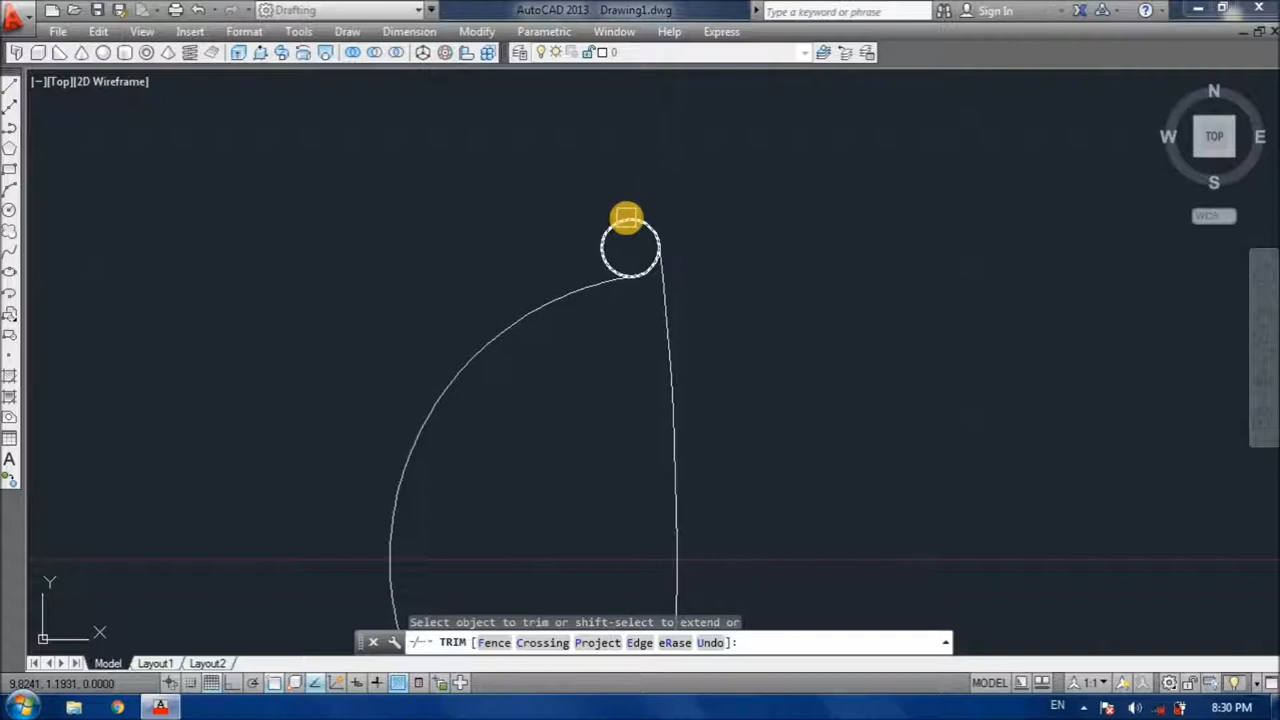 Drafting
AutoCAD 2013 Drawing1.dwg
Type a keyword or phrase
Sign In
File Edit View Insert Format Tools Draw Dimension Modify Parametric Window Help Express
0
[−][Top][2D Wireframe]
N
W TOP E
S
WCS
Y
X
Select object to trim or shift-select to extend or
TRIM [Fence Crossing Project Edge eRase Undo]:
Model Layout1 Layout2
9.8241, 1.1931, 0.0000
MODEL
1:1
EN
8:30 PM